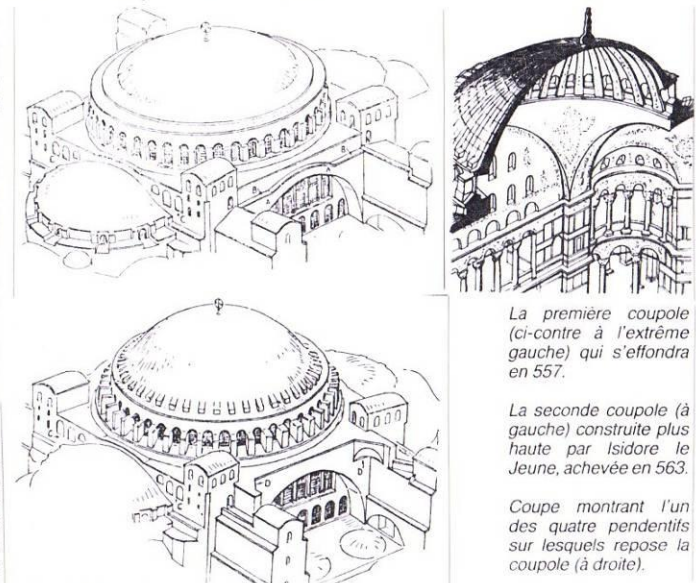 La première coupole
(ci-contre à l'extrême
gauche) qui s'effondra
en 557.
La seconde coupole (à
gauche) construite plus
haute par Isidore le
Jeune, achevée en 563.
Coupe montrant l'un
des quatre pendentifs
sur lesquels repose la
coupole (à droite).